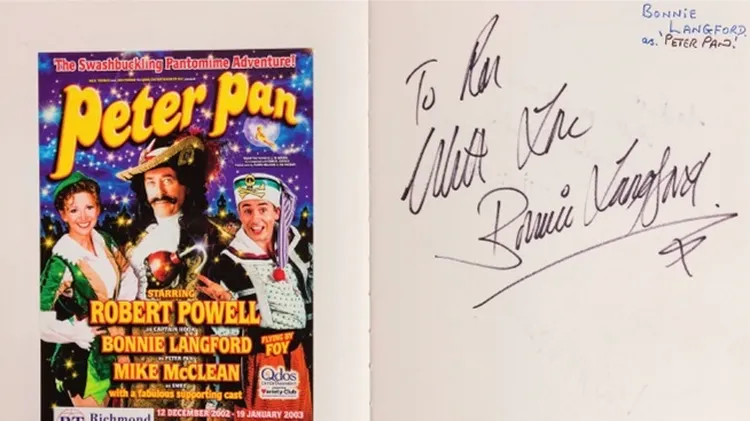 The Swashbuckling Pantomime Adventure!
Peter Pan
STARRING
ROBERT POWELL
as CAPTAIN HOOK
BONNIE LANGFORD
as PETER PAN
MIKE McCLEAN
as SMEE
with a fabulous supporting cast
FLYING BY
FOY
Qdos
ENTERTAINMENT
Variety Club
12 DECEMBER 2002 - 19 JANUARY 2003
RT Richmond
BONNIE
LANGFORD.
as. 'PETER PAN!'
To Ron
With Love
Bonnie Langford.
x